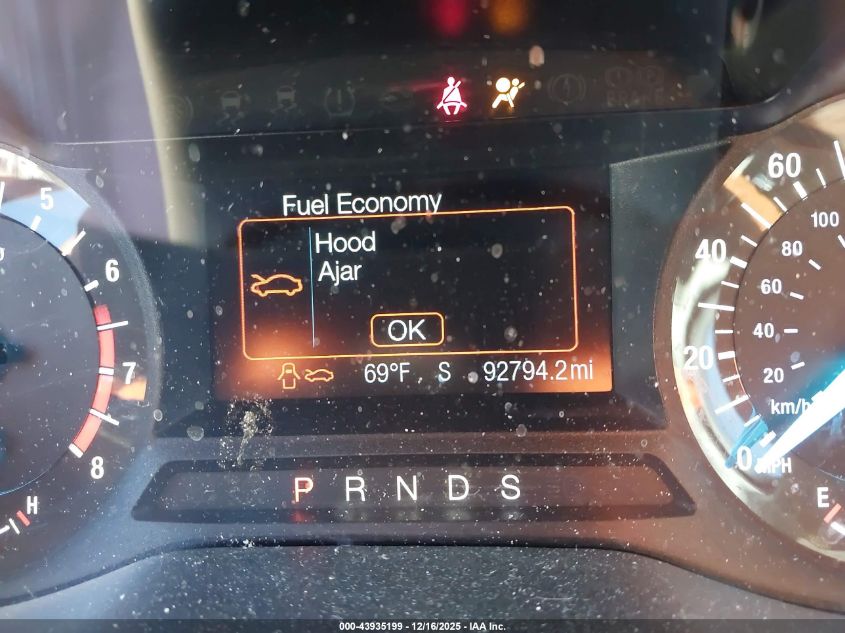 Fuel Economy
Hood
Ajar
OK
69°F S 92794.2mi
P R N D S
5
6
7
8
H
60
40
20
0
MPH
100
80
60
40
20
km/h
E
000-43935199 - 12/16/2025 - IAA Inc.